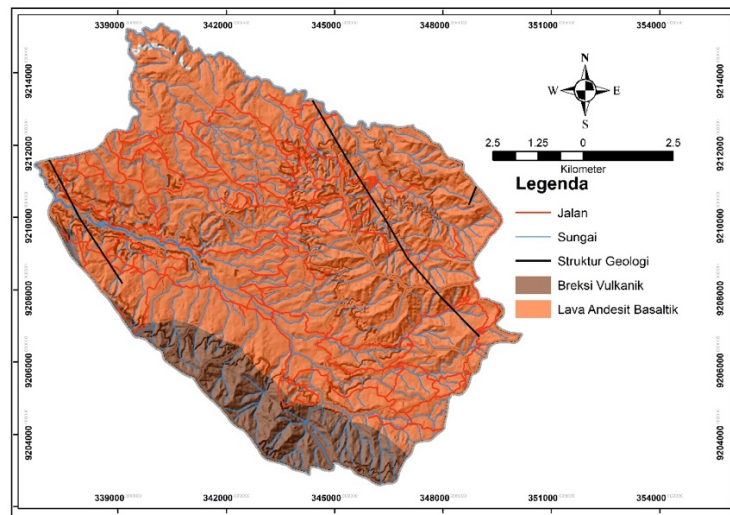 339000 342000 345000 348000 351000 354000
9214000 9214000
9212000 9212000
9210000 9210000
9208000 9208000
9206000 9206000
9204000 9204000
N
W E
S
2.5 1.25 0 2.5
Kilometer
Legenda
Jalan
Sungai
Struktur Geologi
Breksi Vulkanik
Lava Andesit Basaltik
339000 342000 345000 348000 351000 354000